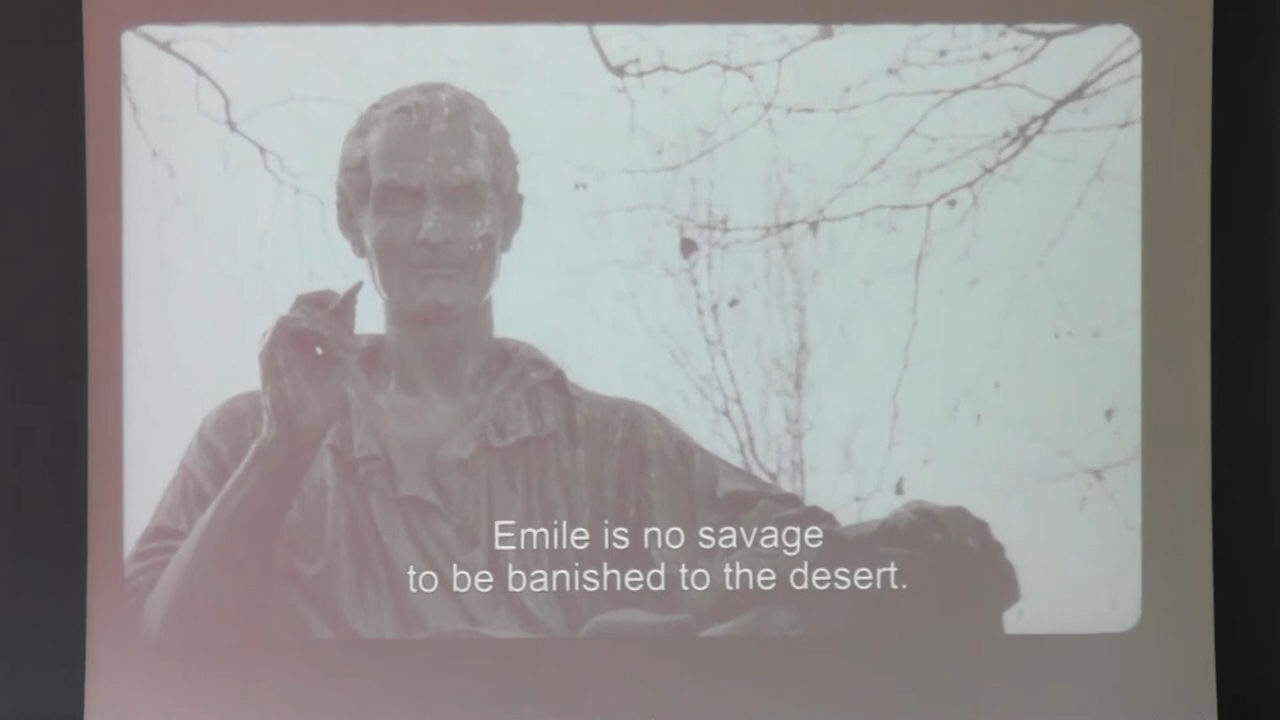 Emile is no savage
to be banished to the desert.